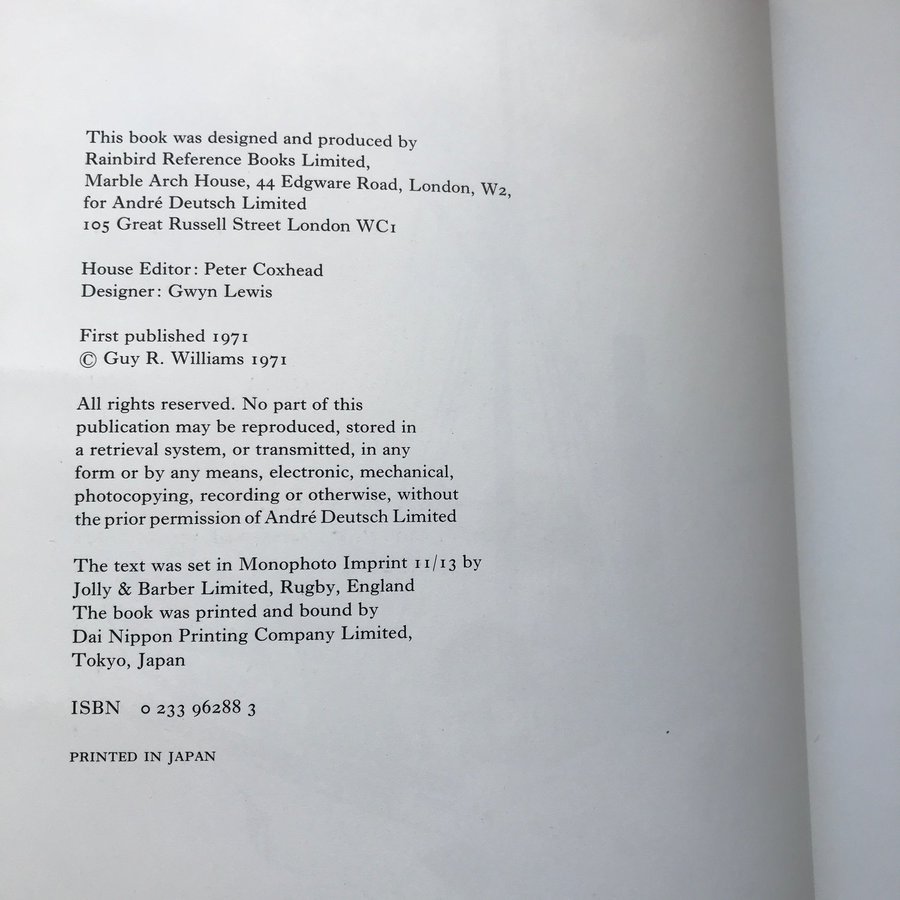 This book was designed and produced by
Rainbird Reference Books Limited,
Marble Arch House, 44 Edgware Road, London, W2,
for André Deutsch Limited
105 Great Russell Street London WC1
House Editor: Peter Coxhead
Designer: Gwyn Lewis
First published 1971
© Guy R. Williams 1971
All rights reserved. No part of this
publication may be reproduced, stored in
a retrieval system, or transmitted, in any
form or by any means, electronic, mechanical,
photocopying, recording or otherwise, without
the prior permission of André Deutsch Limited
The text was set in Monophoto Imprint 11/13 by
Jolly & Barber Limited, Rugby, England
The book was printed and bound by
Dai Nippon Printing Company Limited,
Tokyo, Japan
ISBN 0 233 96288 3
PRINTED IN JAPAN